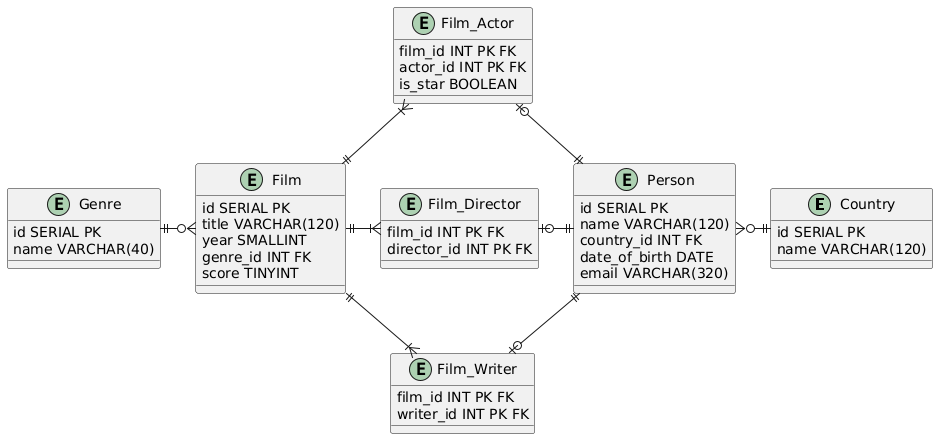 E Film_Actor
film_id INT PK FK
actor_id INT PK FK
is_star BOOLEAN
E Genre
id SERIAL PK
name VARCHAR(40)
E Film
id SERIAL PK
title VARCHAR(120)
year SMALLINT
genre_id INT FK
score TINYINT
E Film_Director
film_id INT PK FK
director_id INT PK FK
E Person
id SERIAL PK
name VARCHAR(120)
country_id INT FK
date_of_birth DATE
email VARCHAR(320)
E Country
id SERIAL PK
name VARCHAR(120)
E Film_Writer
film_id INT PK FK
writer_id INT PK FK